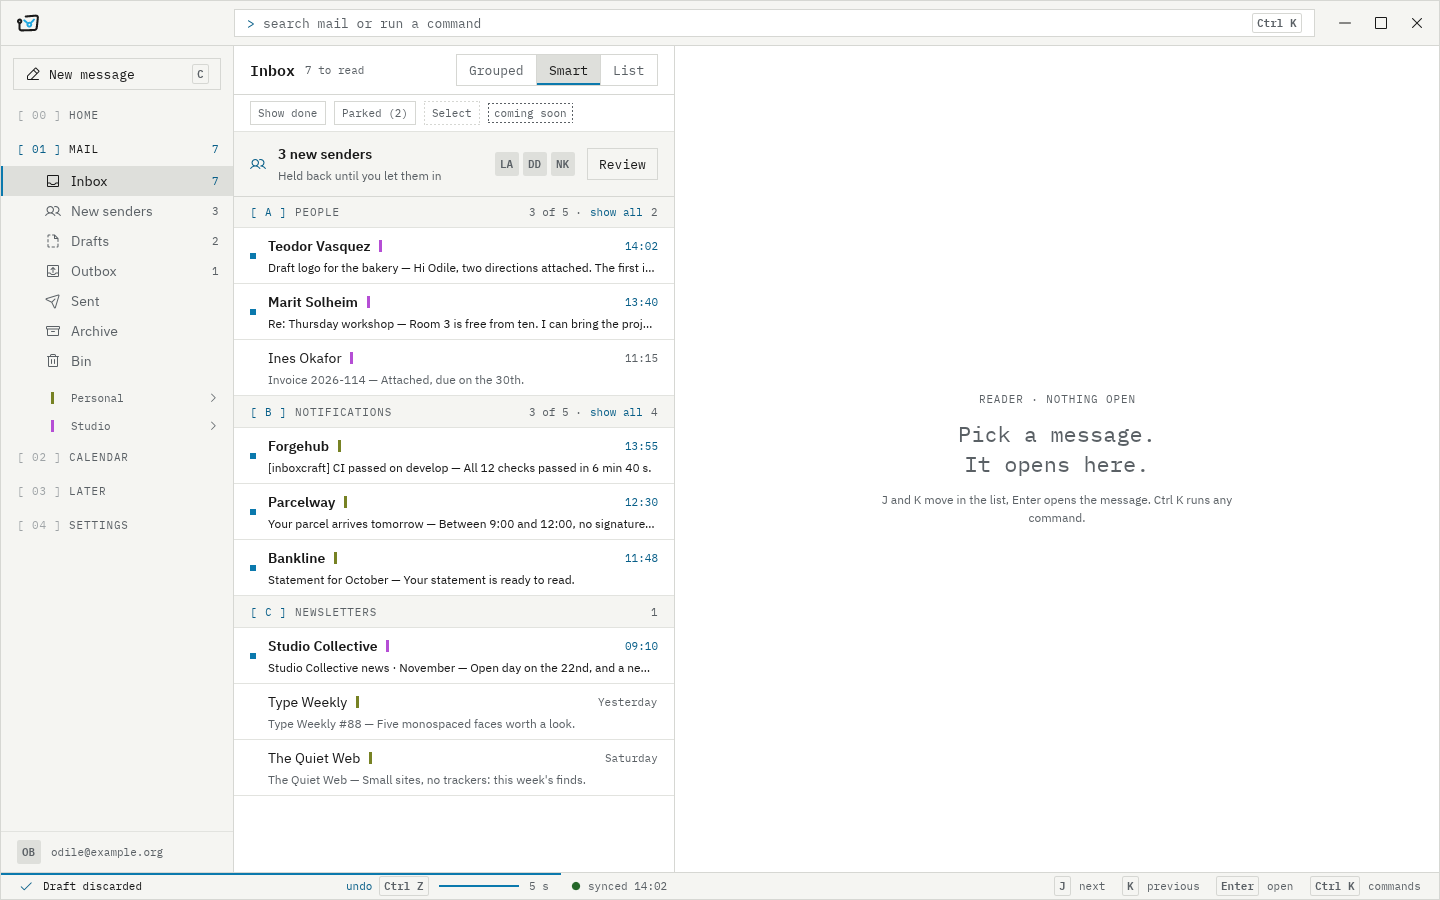 > search mail or run a command Ctrl K
New message C
[ 00 ] HOME
[ 01 ] MAIL 7
Inbox 7
New senders 3
Drafts 2
Outbox 1
Sent
Archive
Bin
Personal
Studio
[ 02 ] CALENDAR
[ 03 ] LATER
[ 04 ] SETTINGS
OB odile@example.org
Inbox 7 to read Grouped Smart List
Show done Parked (2) Select coming soon
3 new senders
Held back until you let them in
LA DD NK Review
[ A ] PEOPLE 3 of 5 · show all 2
Teodor Vasquez 14:02
Draft logo for the bakery — Hi Odile, two directions attached. The first i…
Marit Solheim 13:40
Re: Thursday workshop — Room 3 is free from ten. I can bring the proj…
Ines Okafor 11:15
Invoice 2026-114 — Attached, due on the 30th.
[ B ] NOTIFICATIONS 3 of 5 · show all 4
Forgehub 13:55
[inboxcraft] CI passed on develop — All 12 checks passed in 6 min 40 s.
Parcelway 12:30
Your parcel arrives tomorrow — Between 9:00 and 12:00, no signature…
Bankline 11:48
Statement for October — Your statement is ready to read.
[ C ] NEWSLETTERS 1
Studio Collective 09:10
Studio Collective news · November — Open day on the 22nd, and a ne…
Type Weekly Yesterday
Type Weekly #88 — Five monospaced faces worth a look.
The Quiet Web Saturday
The Quiet Web — Small sites, no trackers: this week's finds.
READER · NOTHING OPEN
Pick a message.
It opens here.
J and K move in the list, Enter opens the message. Ctrl K runs any
command.
Draft discarded undo Ctrl Z 5 s synced 14:02 J next K previous Enter open Ctrl K commands